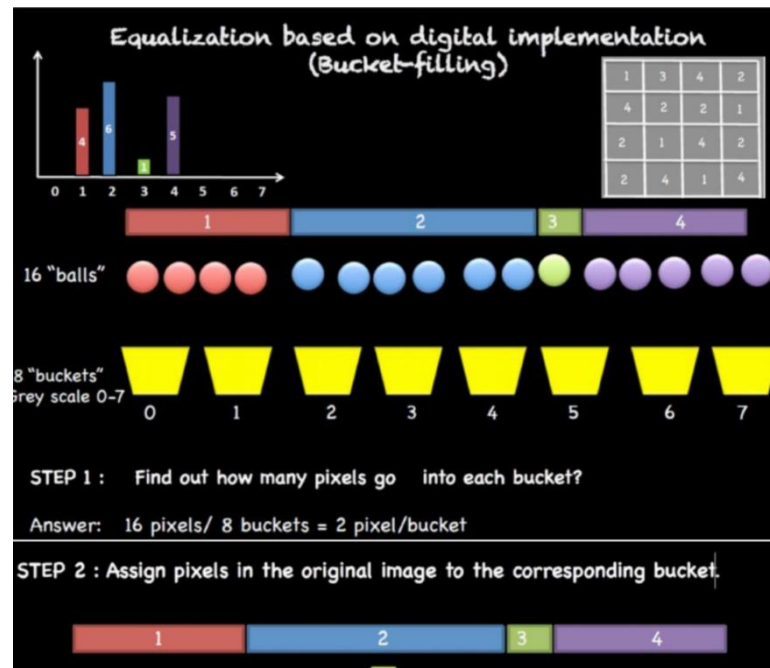 Equalization based on digital implementation
(Bucket-filling)
4
6
1
5
0 1 2 3 4 5 6 7
1 3 4 2
4 2 2 1
2 1 4 2
2 4 1 4
1 2 3 4
16 "balls"
8 "buckets"
Grey scale 0-7
0 1 2 3 4 5 6 7
STEP 1 : Find out how many pixels go into each bucket?
Answer: 16 pixels/ 8 buckets = 2 pixel/bucket
STEP 2 : Assign pixels in the original image to the corresponding bucket.
1 2 3 4